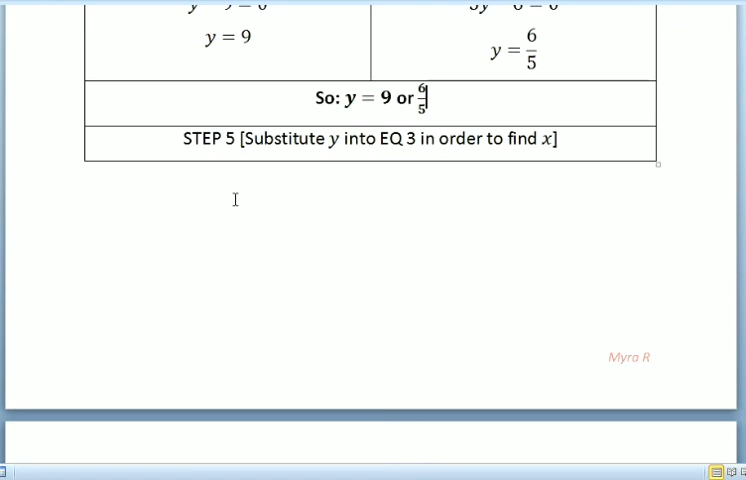 y = 9
y = 6/5
So: y = 9 or 6/5
STEP 5 [Substitute y into EQ 3 in order to find x]
Myra R